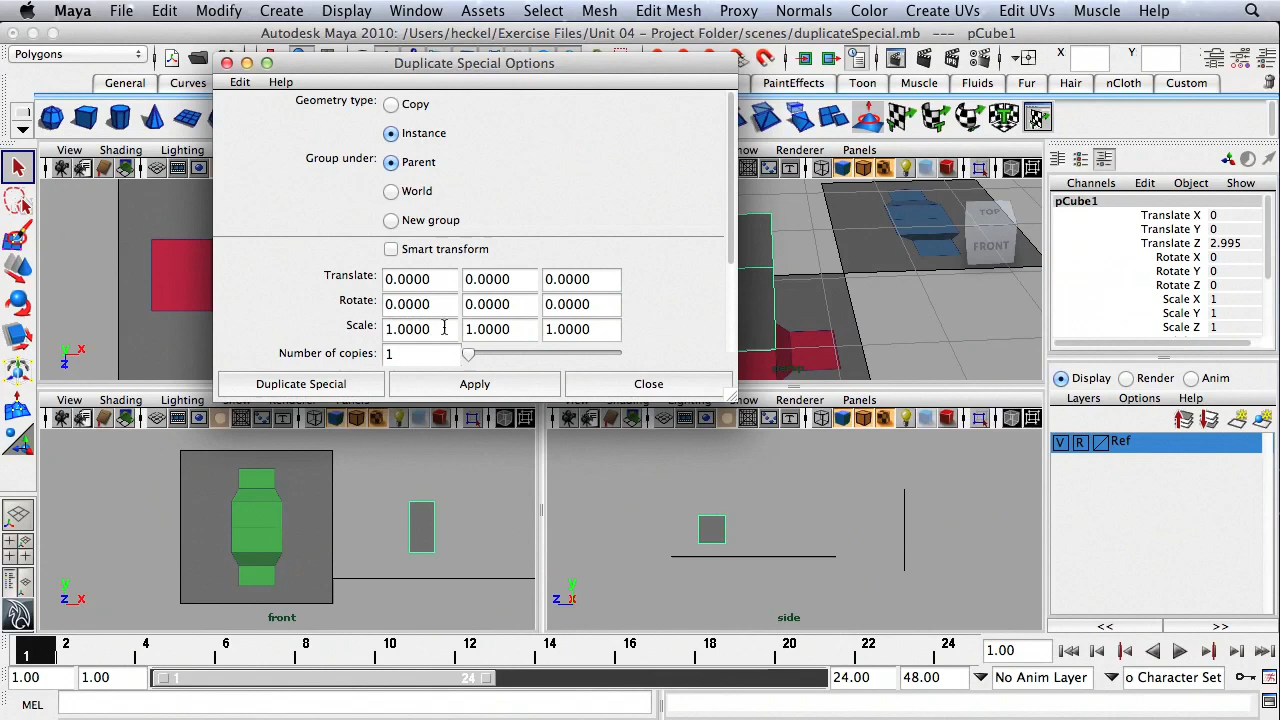 Maya File Edit Modify Create Display Window Assets Select Mesh Edit Mesh Proxy Normals Color Create UVs Edit UVs Muscle Help
Autodesk Maya 2010: /Users/heckel/Exercise Files/Unit 04 - Project Folder/scenes/duplicateSpecial.mb --- pCube1
Polygons
X: Y:
Duplicate Special Options
General Curves
PaintEffects Toon Muscle Fluids Fur Hair nCloth Custom
Edit Help
Geometry type: Copy
Instance
Group under: Parent
World
New group
Smart transform
Translate: 0.0000 0.0000 0.0000
Rotate: 0.0000 0.0000 0.0000
Scale: 1.0000 1.0000 1.0000
Number of copies: 1
Duplicate Special Apply Close
View Shading Lighting
Renderer Panels
TOP
FRONT
Channels Edit Object Show
pCube1
Translate X 0
Translate Y 0
Translate Z 2.995
Rotate X 0
Rotate Y 0
Rotate Z 0
Scale X 1
Scale Y 1
Scale Z 1
Display Render Anim
Layers Options Help
V R Ref
View Shading Lighting
Renderer Panels
y
z x
front
side
<< >>
1 2 4 6 8 10 12 14 16 18 20 22 24
1.00
1.00 1.00 1 24 24.00 48.00 No Anim Layer o Character Set
MEL